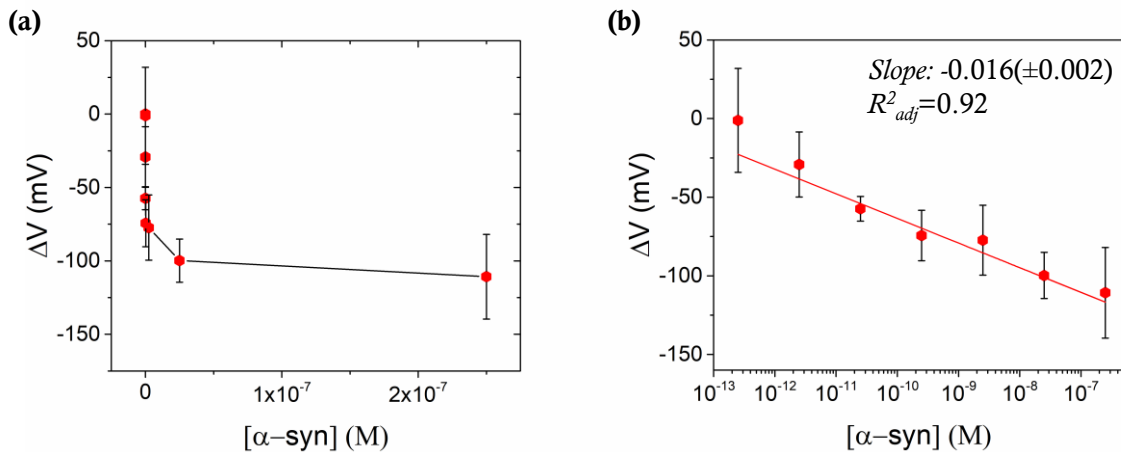 (a)
50
0
-50
-100
-150
ΔV (mV)
0
1x10⁻⁷
2x10⁻⁷
[α−syn] (M)
(b)
50
0
-50
-100
-150
ΔV (mV)
Slope: -0.016(±0.002)
R²adj=0.92
10⁻¹³
10⁻¹²
10⁻¹¹
10⁻¹⁰
10⁻⁹
10⁻⁸
10⁻⁷
[α−syn] (M)